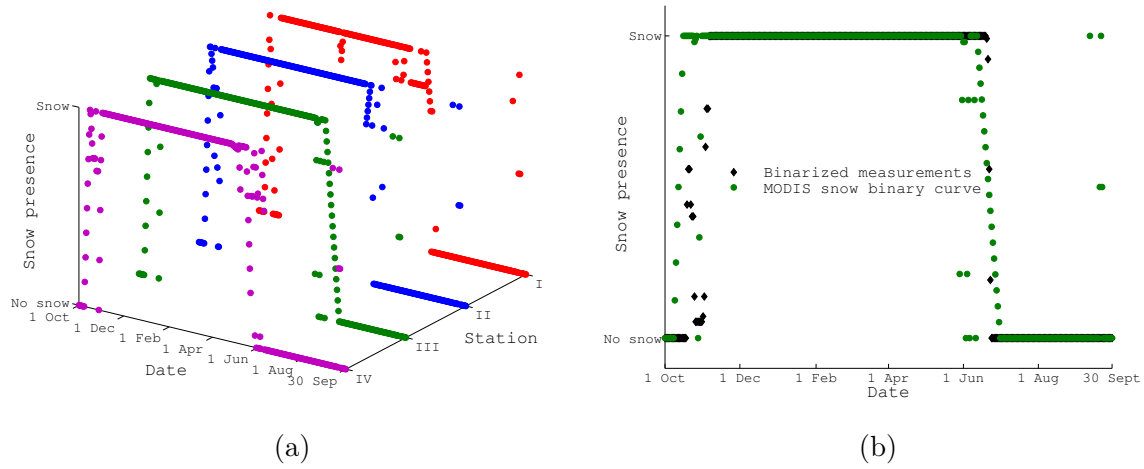 Snow
Snow presence
No snow
1 Oct
1 Dec
1 Feb
1 Apr
1 Jun
1 Aug
30 Sep
Date
I
II
III
IV
Station
(a)
Snow
Snow presence
No snow
Binarized measurements
MODIS snow binary curve
1 Oct
1 Dec
1 Feb
1 Apr
1 Jun
1 Aug
30 Sept
Date
(b)